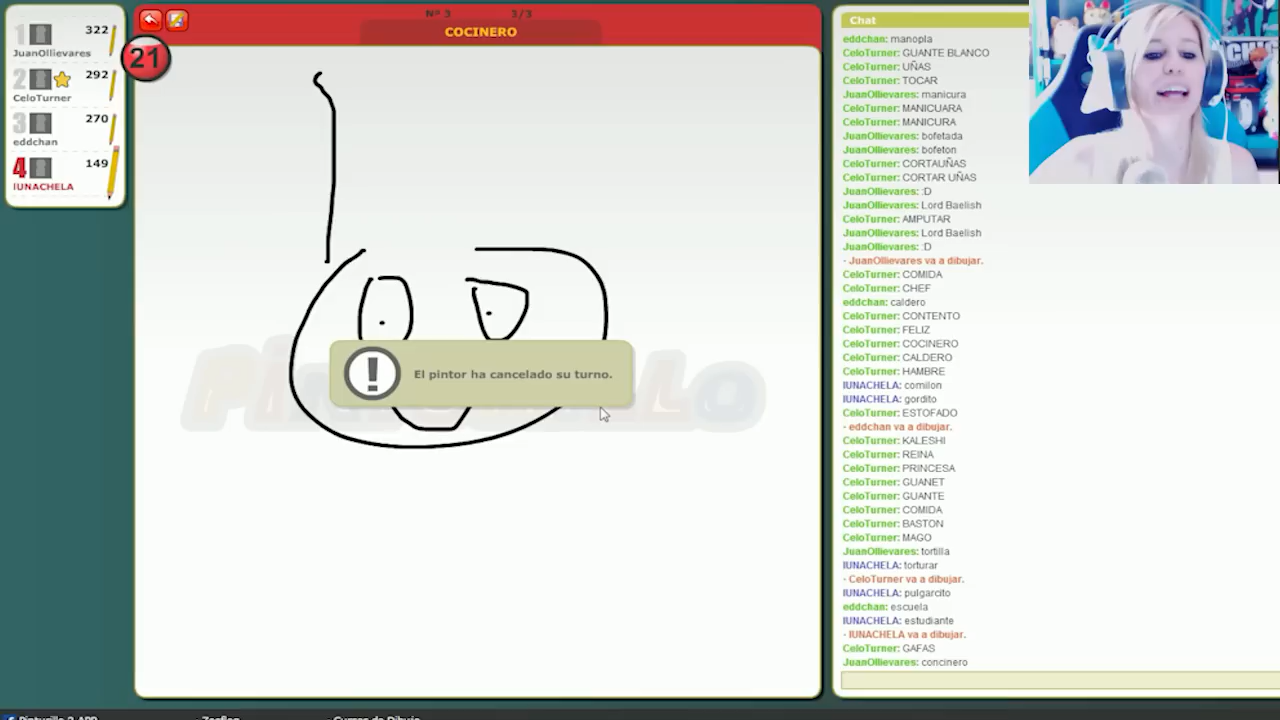 1
322
JuanOllievares
2
292
CeloTurner
3
270
eddchan
4
149
IUNACHELA
21
Nº 3
3/3
COCINERO
El pintor ha cancelado su turno.
Chat
eddchan: manopla
CeloTurner: GUANTE BLANCO
CeloTurner: UÑAS
CeloTurner: TOCAR
JuanOllievares: manicura
CeloTurner: MANICUARA
CeloTurner: MANICURA
JuanOllievares: bofetada
JuanOllievares: bofeton
CeloTurner: CORTAUÑAS
CeloTurner: CORTAR UÑAS
JuanOllievares: :D
JuanOllievares: Lord Baelish
CeloTurner: AMPUTAR
JuanOllievares: Lord Baelish
JuanOllievares: :D
- JuanOllievares va a dibujar.
CeloTurner: COMIDA
CeloTurner: CHEF
eddchan: caldero
CeloTurner: CONTENTO
CeloTurner: FELIZ
CeloTurner: COCINERO
CeloTurner: CALDERO
CeloTurner: HAMBRE
IUNACHELA: comilon
IUNACHELA: gordito
CeloTurner: ESTOFADO
- eddchan va a dibujar.
CeloTurner: KALESHI
CeloTurner: REINA
CeloTurner: PRINCESA
CeloTurner: GUANET
CeloTurner: GUANTE
CeloTurner: COMIDA
CeloTurner: BASTON
CeloTurner: MAGO
JuanOllievares: tortilla
IUNACHELA: torturar
- CeloTurner va a dibujar.
IUNACHELA: pulgarcito
eddchan: escuela
IUNACHELA: estudiante
- IUNACHELA va a dibujar.
CeloTurner: GAFAS
JuanOllievares: concinero